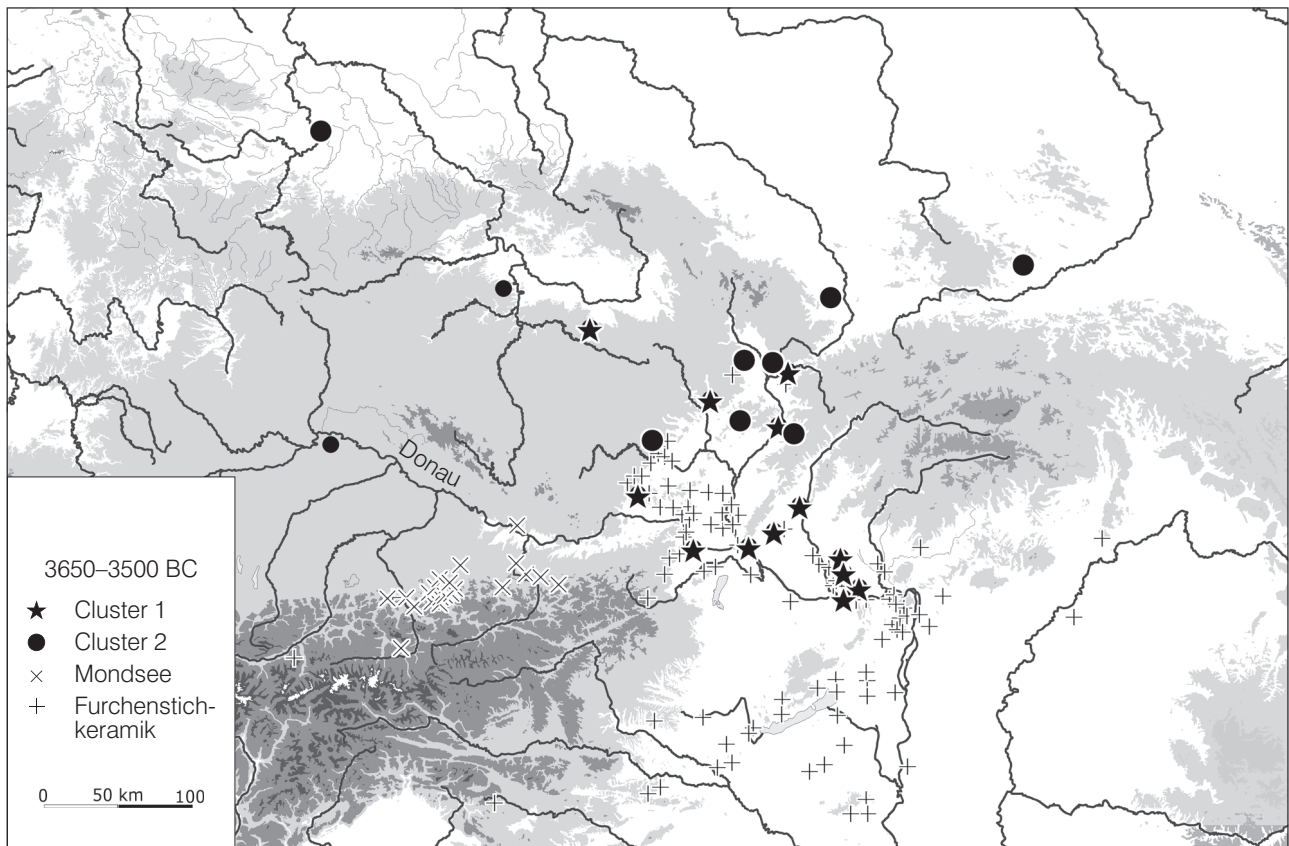 Donau
3650–3500 BC
Cluster 1
Cluster 2
Mondsee
Furchenstich-
keramik
0 50 km 100